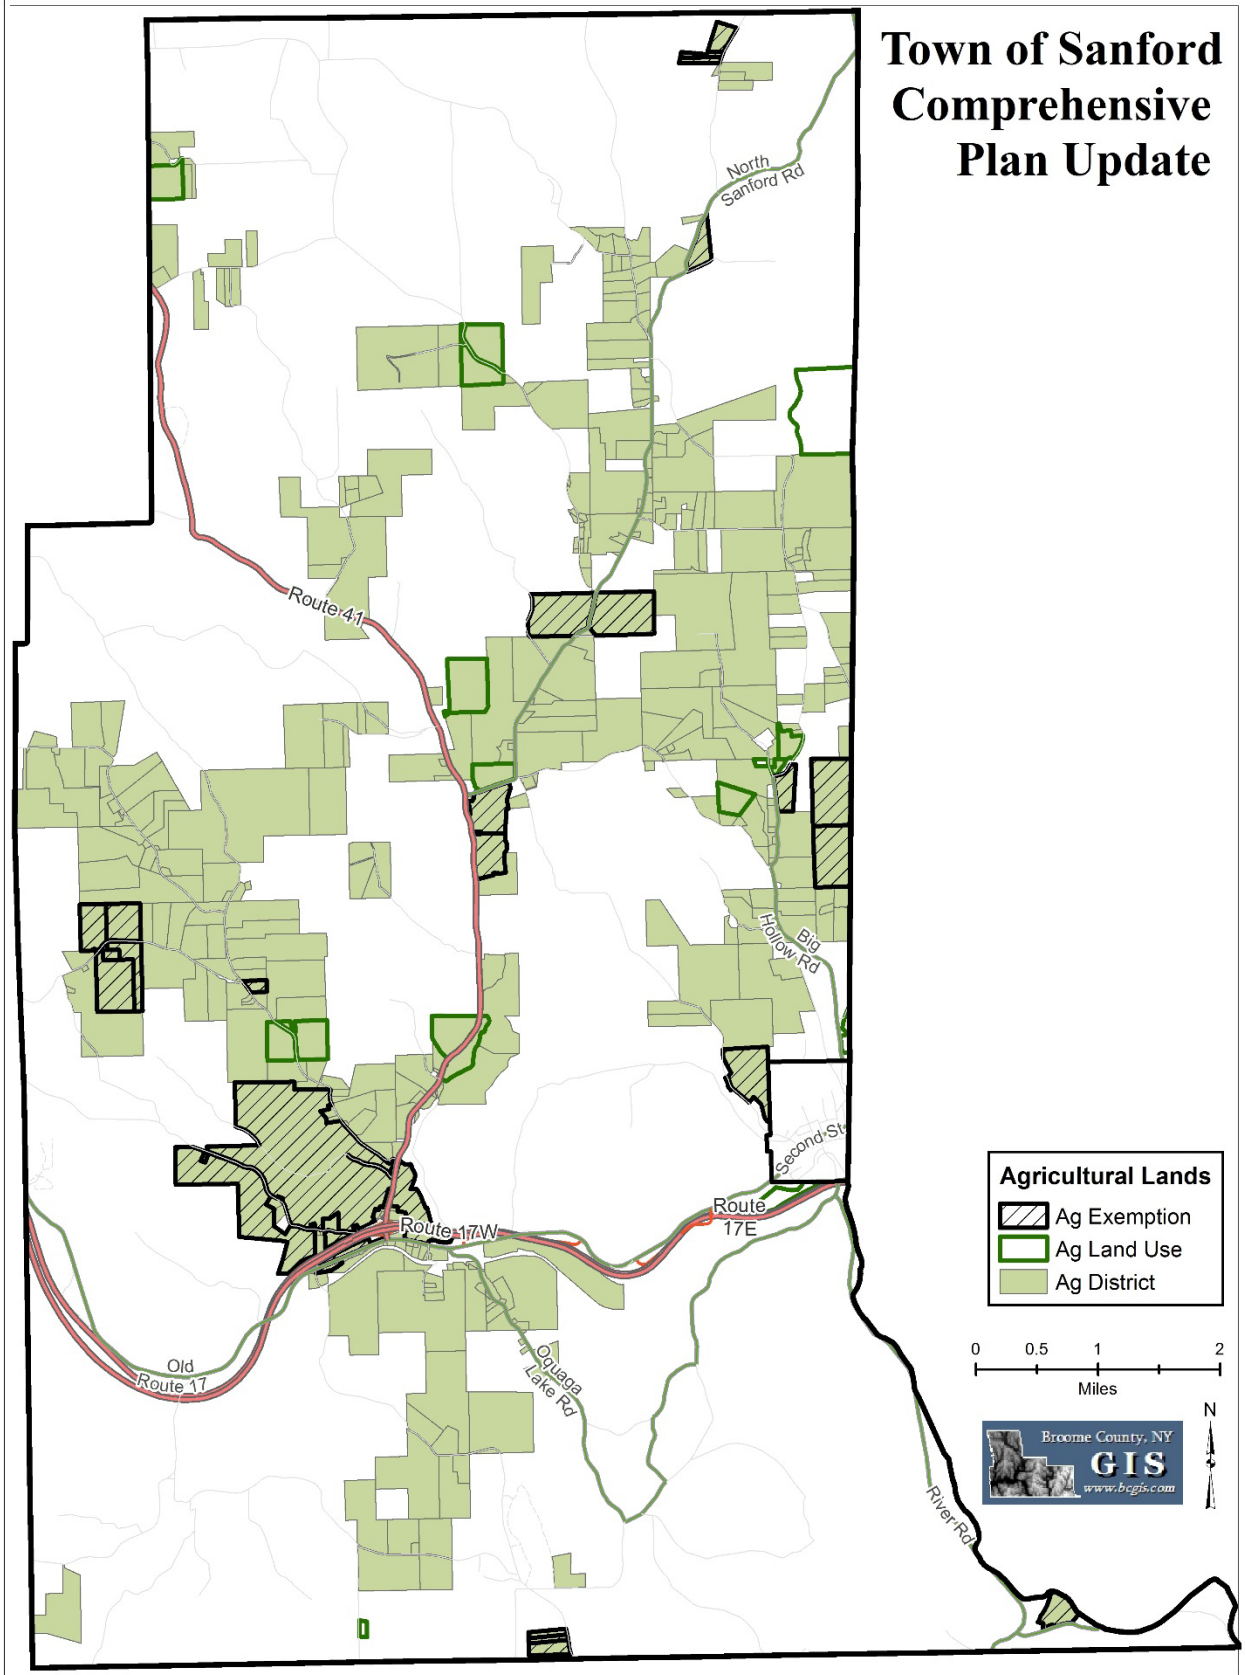 Town of Sanford
Comprehensive
Plan Update
North
Sanford Rd
Route 41
Big
Hollow Rd
Second St
Route
17E
Route 17W
Old
Route 17
Oquaga
Lake Rd
River Rd
Agricultural Lands
Ag Exemption
Ag Land Use
Ag District
0 0.5 1 2
Miles
N
Broome County, NY
GIS
www.bcgis.com